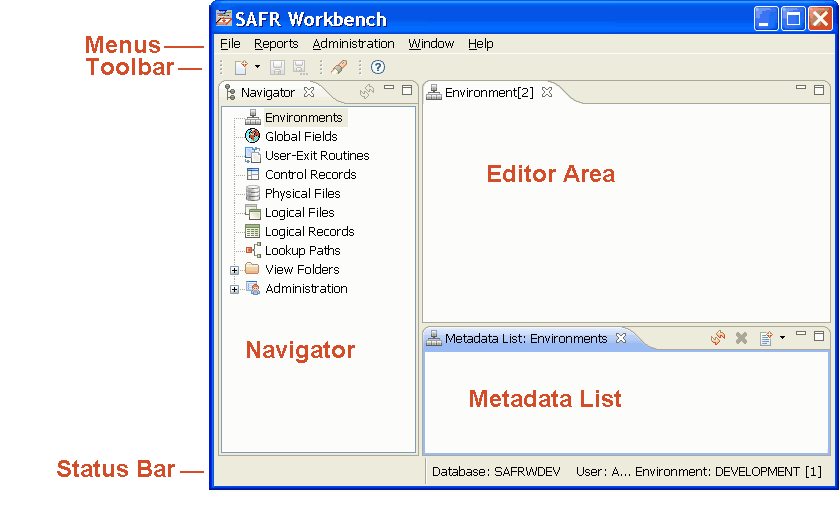 SAFR Workbench
Menus
File Reports Administration Window Help
Toolbar
Navigator
Environment[2]
Environments
Global Fields
User-Exit Routines
Control Records
Physical Files
Logical Files
Logical Records
Lookup Paths
View Folders
Administration
Navigator
Editor Area
Metadata List: Environments
Metadata List
Status Bar
Database: SAFRWDEV User: A... Environment: DEVELOPMENT [1]